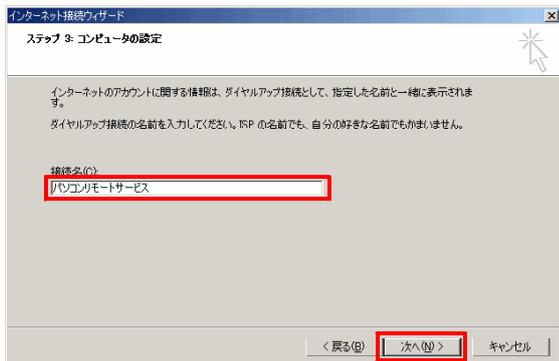 インターネット接続ウィザード
ステップ 3: コンピュータの設定
インターネットのアカウントに関する情報は、ダイヤルアップ接続として、指定した名前と一緒に表示されま
す。
ダイヤルアップ接続の名前を入力してください。ISP の名前でも、自分の好きな名前でもかまいません。
接続名(C):
パソコンリモートサービス
< 戻る(B) 次へ(N) > キャンセル